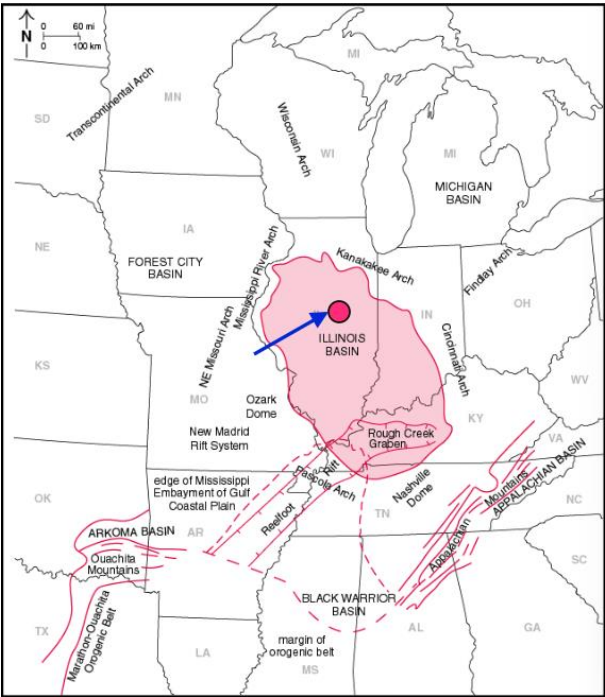 N
0 60 mi
0 100 km
MI
Transcontinental Arch
MN
SD
Wisconsin Arch
WI
MI
MICHIGAN
BASIN
IA
NE
FOREST CITY
BASIN
Mississippi River Arch
Kanakakee Arch
Findlay Arch
OH
IN
ILLINOIS
BASIN
NE Missouri Arch
Cincinnati Arch
KS
MO
Ozark
Dome
WV
KY
VA
New Madrid
Rift System
Rough Creek
Graben
Rift
Pascola Arch
edge of Mississippi
Embayment of Gulf
Coastal Plain
Nashville
Dome
Mountains
APPALACHIAN BASIN
OK
Reelfoot
TN
NC
ARKOMA BASIN
AR
Appalachian
Ouachita
Mountains
SC
BLACK WARRIOR
BASIN
TX
Marathon-Ouachita
Orogenic Belt
AL
GA
LA
margin of
orogenic belt
MS